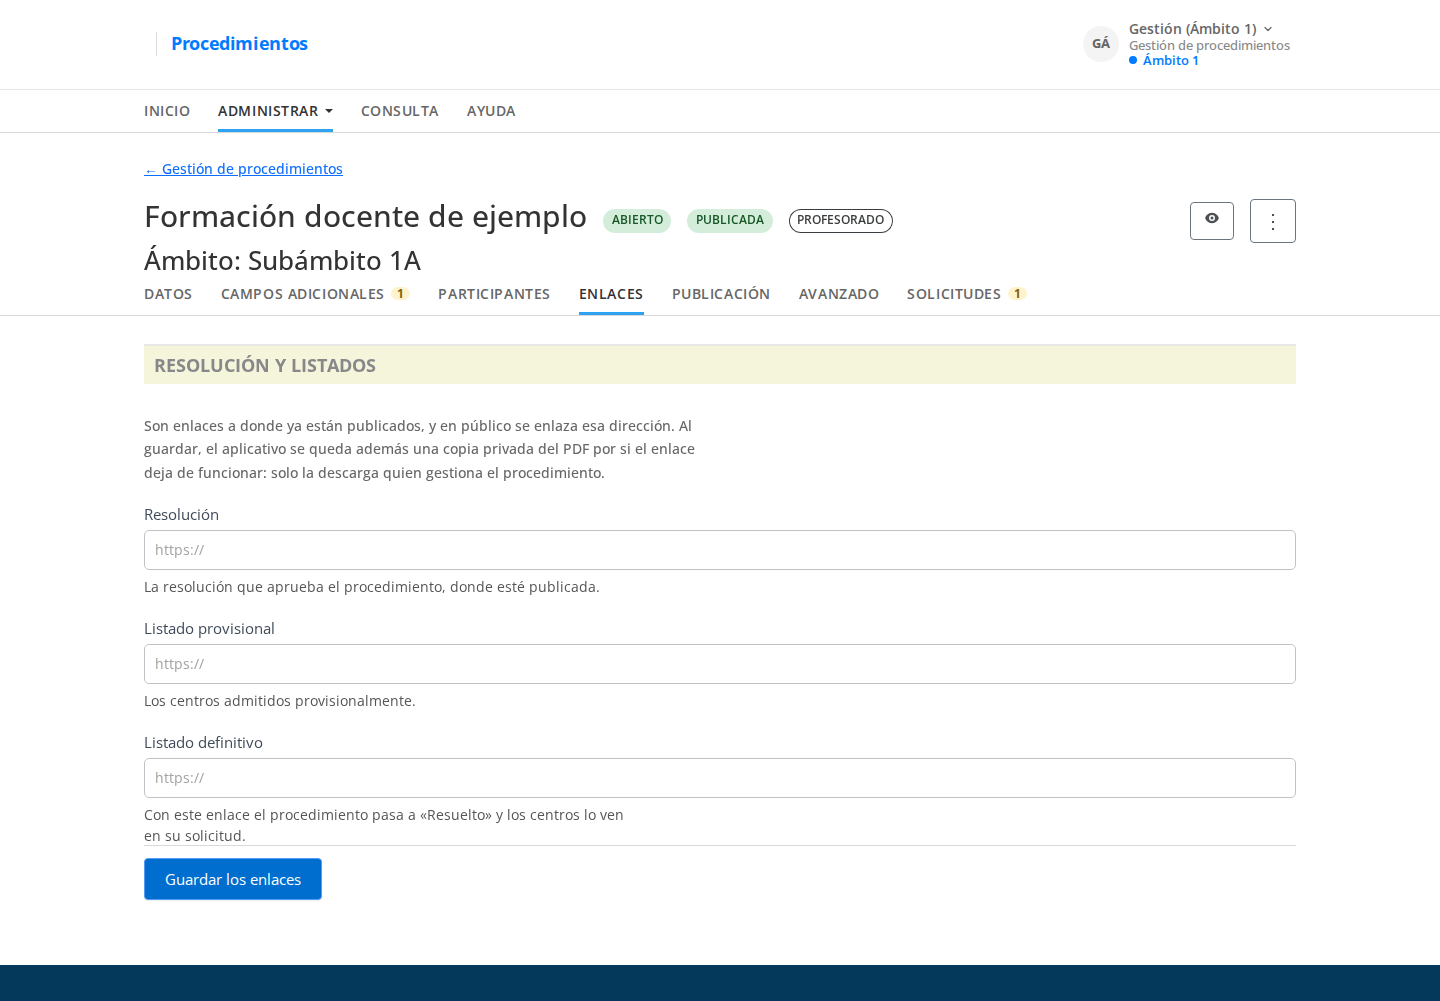 Procedimientos
GÁ
Gestión (Ámbito 1)
Gestión de procedimientos
Ámbito 1
INICIO
ADMINISTRAR
CONSULTA
AYUDA
← Gestión de procedimientos
Formación docente de ejemplo
ABIERTO
PUBLICADA
PROFESORADO
Ámbito: Subámbito 1A
DATOS
CAMPOS ADICIONALES 1
PARTICIPANTES
ENLACES
PUBLICACIÓN
AVANZADO
SOLICITUDES 1
RESOLUCIÓN Y LISTADOS
Son enlaces a donde ya están publicados, y en público se enlaza esa dirección. Al
guardar, el aplicativo se queda además una copia privada del PDF por si el enlace
deja de funcionar: solo la descarga quien gestiona el procedimiento.
Resolución
https://
La resolución que aprueba el procedimiento, donde esté publicada.
Listado provisional
https://
Los centros admitidos provisionalmente.
Listado definitivo
https://
Con este enlace el procedimiento pasa a «Resuelto» y los centros lo ven
en su solicitud.
Guardar los enlaces